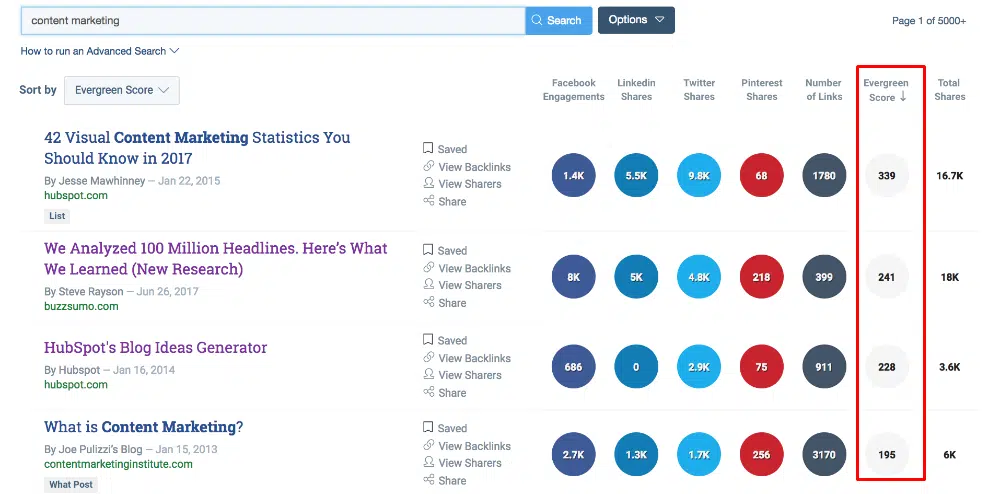 content marketing
Search
Options
Page 1 of 5000+
How to run an Advanced Search
Sort by
Evergreen Score
Facebook Engagements
Linkedin Shares
Twitter Shares
Pinterest Shares
Number of Links
Evergreen Score ↓
Total Shares
42 Visual Content Marketing Statistics You
Should Know in 2017
By Jesse Mawhinney — Jan 22, 2015
hubspot.com
List
Saved
View Backlinks
View Sharers
Share
1.4K 5.5K 9.8K 68 1780 339 16.7K
We Analyzed 100 Million Headlines. Here's What
We Learned (New Research)
By Steve Rayson — Jun 26, 2017
buzzsumo.com
Saved
View Backlinks
View Sharers
Share
8K 5K 4.8K 218 399 241 18K
HubSpot's Blog Ideas Generator
By Hubspot — Jan 16, 2014
hubspot.com
Saved
View Backlinks
View Sharers
Share
686 0 2.9K 75 911 228 3.6K
What is Content Marketing?
By Joe Pulizzi's Blog — Jan 15, 2013
contentmarketinginstitute.com
What Post
Saved
View Backlinks
View Sharers
Share
2.7K 1.3K 1.7K 256 3170 195 6K